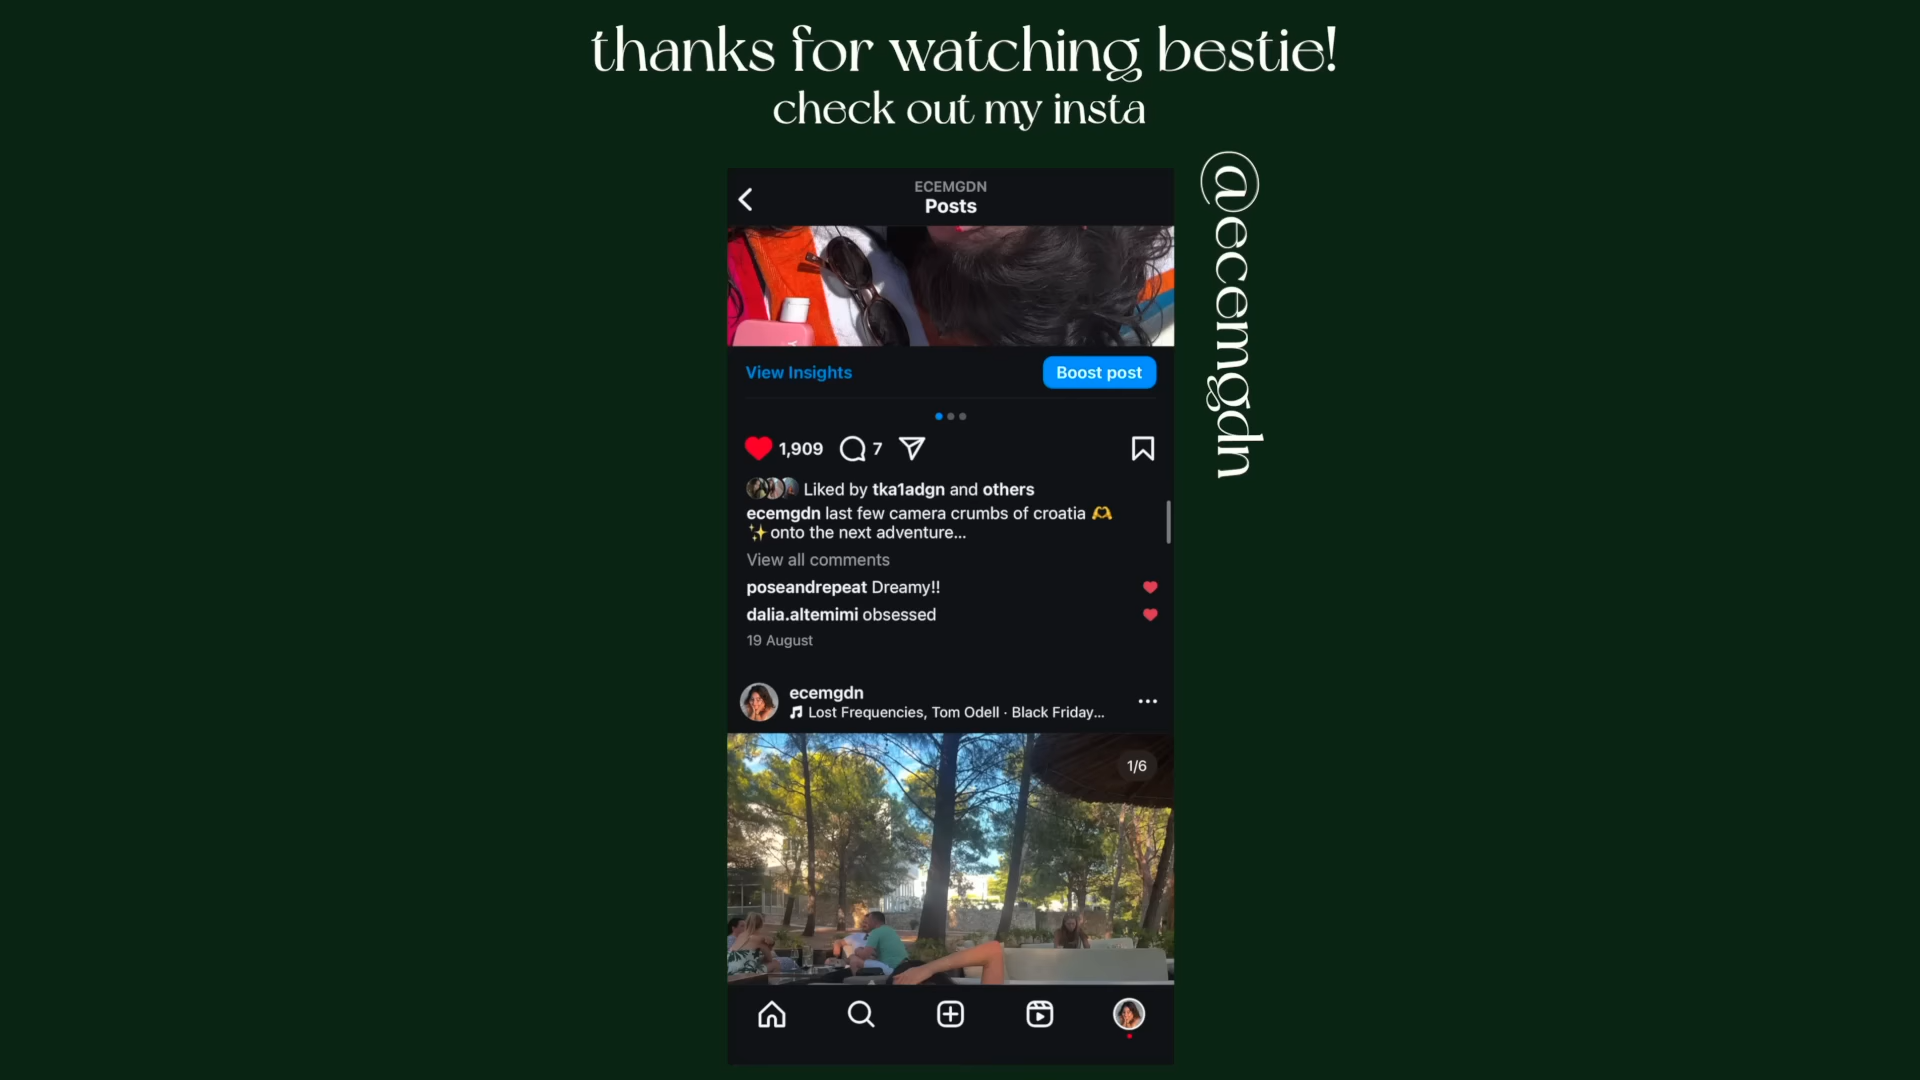 thanks for watching bestie!
check out my insta
@ecemgdn
ECEMGDN
Posts
View Insights
Boost post
1,909
7
Liked by tka1adgn and others
ecemgdn last few camera crumbs of croatia 🫶
✨onto the next adventure...
View all comments
poseandrepeat Dreamy!!
dalia.altemimi obsessed
19 August
ecemgdn
Lost Frequencies, Tom Odell · Black Friday...
1/6